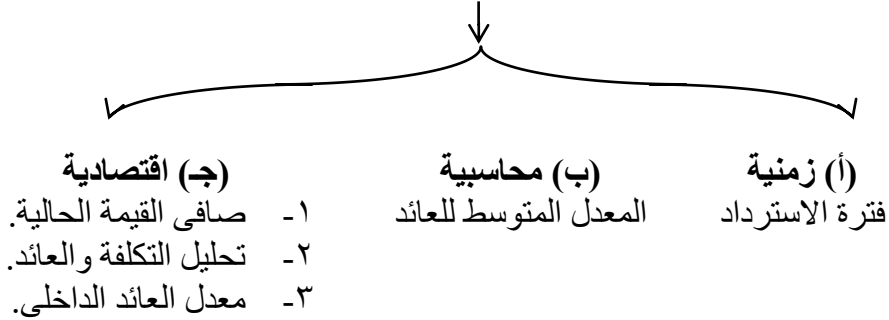 (أ) زمنية
فترة الاسترداد
(ب) محاسبية
المعدل المتوسط للعائد
(جـ) اقتصادية
١- صافى القيمة الحالية.
٢- تحليل التكلفة والعائد.
٣- معدل العائد الداخلى.